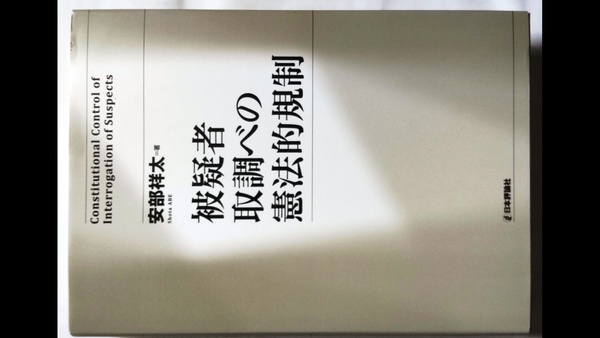 Constitutional Control of
Interrogation of Suspects
安部祥太=著
Shota ABE
被疑者
取調べの
憲法的規制
日本評論社